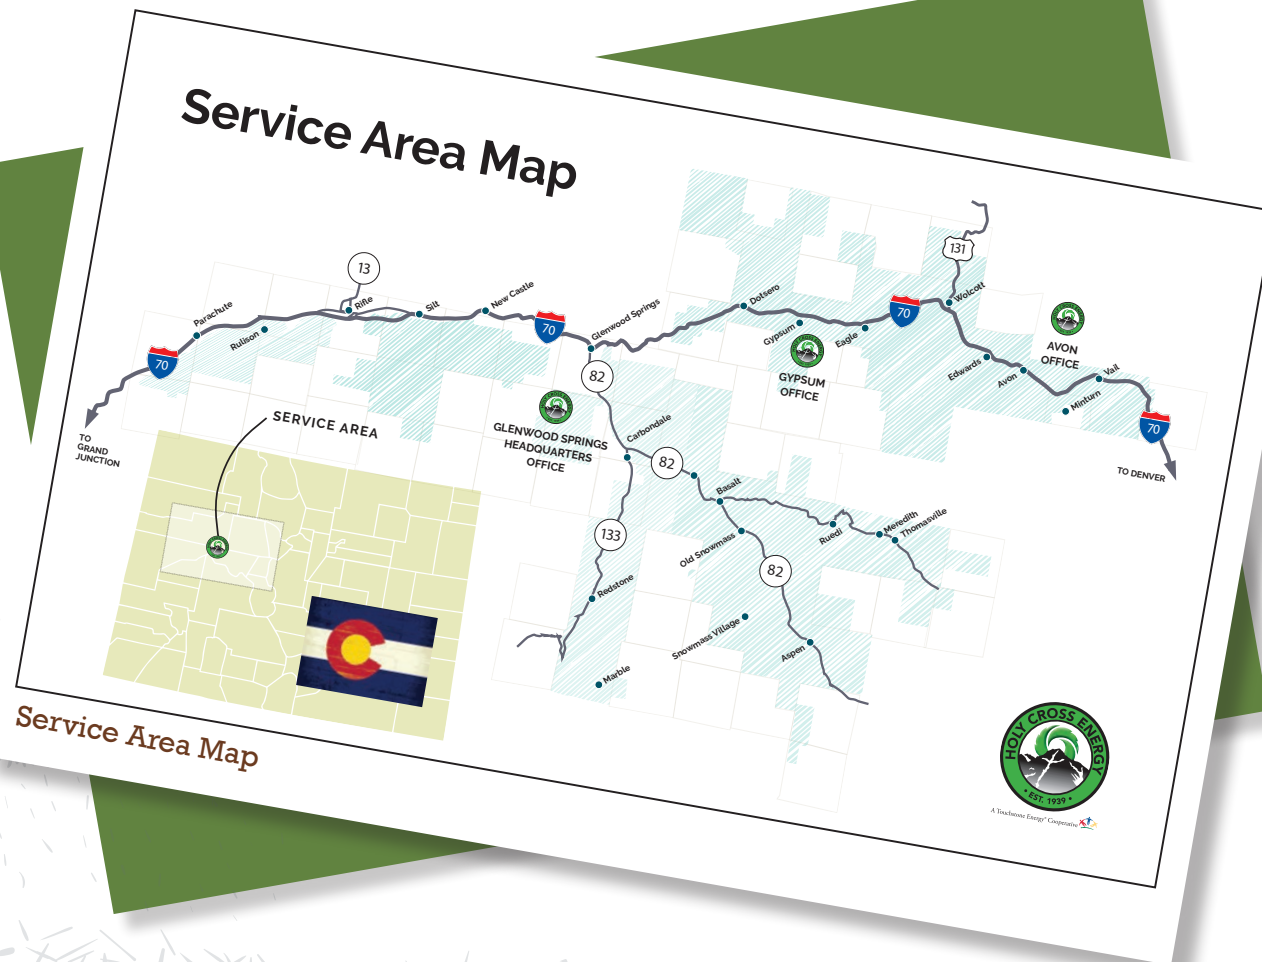 Service Area Map
13
131
Parachute
Rulison
Rifle
Silt
New Castle
70
70
70
70
Glenwood Springs
Dotsero
Gypsum
Eagle
Wolcott
Edwards
Avon
Minturn
Vail
AVON
OFFICE
GYPSUM
OFFICE
82
GLENWOOD SPRINGS
HEADQUARTERS
OFFICE
TO
GRAND
JUNCTION
TO DENVER
SERVICE AREA
Carbondale
82
Basalt
133
Old Snowmass
Ruedi
Meredith
Thomasville
82
Redstone
Snowmass Village
Aspen
Marble
HOLY CROSS ENERGY
• EST. 1939 •
A Touchstone Energy® Cooperative
Service Area Map